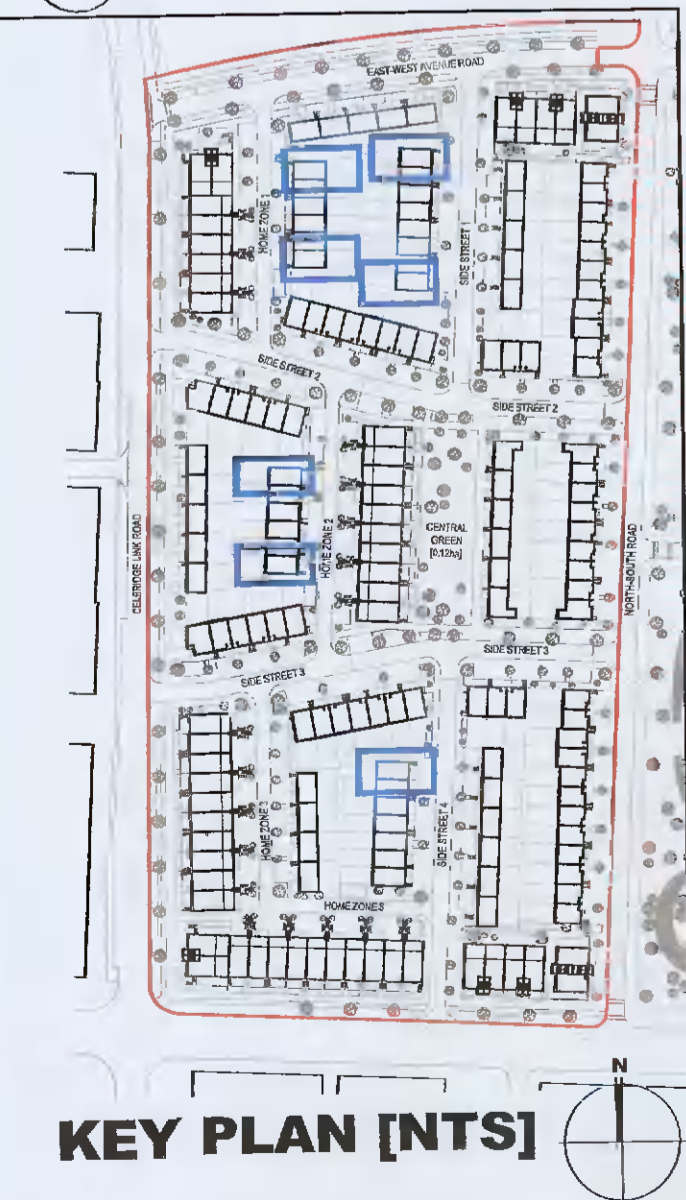 EAST-WEST AVENUE ROAD
HOME ZONE 1
SIDE STREET 1
SIDE STREET 2
SIDE STREET 2
CELBRIDGE LINK ROAD
HOME ZONE 2
CENTRAL
GREEN
[0.12ha]
NORTH-SOUTH ROAD
SIDE STREET 3
SIDE STREET 3
HOME ZONE 3
SIDE STREET 4
HOME ZONE 3
N
KEY PLAN [NTS]